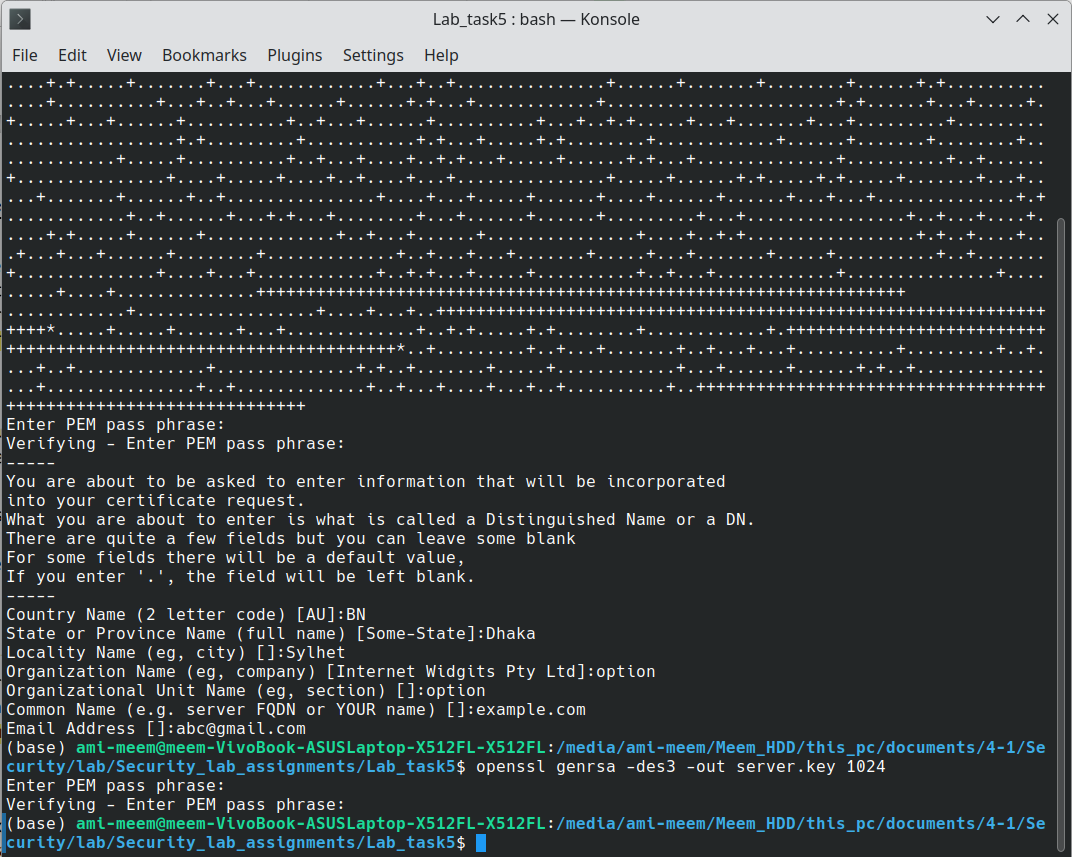 Lab_task5 : bash — Konsole
File Edit View Bookmarks Plugins Settings Help
Enter PEM pass phrase:
Verifying - Enter PEM pass phrase:
-----
You are about to be asked to enter information that will be incorporated
into your certificate request.
What you are about to enter is what is called a Distinguished Name or a DN.
There are quite a few fields but you can leave some blank
For some fields there will be a default value,
If you enter '.', the field will be left blank.
-----
Country Name (2 letter code) [AU]:BN
State or Province Name (full name) [Some-State]:Dhaka
Locality Name (eg, city) []:Sylhet
Organization Name (eg, company) [Internet Widgits Pty Ltd]:option
Organizational Unit Name (eg, section) []:option
Common Name (e.g. server FQDN or YOUR name) []:example.com
Email Address []:abc@gmail.com
(base) ami-meem@meem-VivoBook-ASUSLaptop-X512FL-X512FL:/media/ami-meem/Meem_HDD/this_pc/documents/4-1/Se
curity/lab/Security_lab_assignments/Lab_task5$ openssl genrsa -des3 -out server.key 1024
Enter PEM pass phrase:
Verifying - Enter PEM pass phrase:
(base) ami-meem@meem-VivoBook-ASUSLaptop-X512FL-X512FL:/media/ami-meem/Meem_HDD/this_pc/documents/4-1/Se
curity/lab/Security_lab_assignments/Lab_task5$